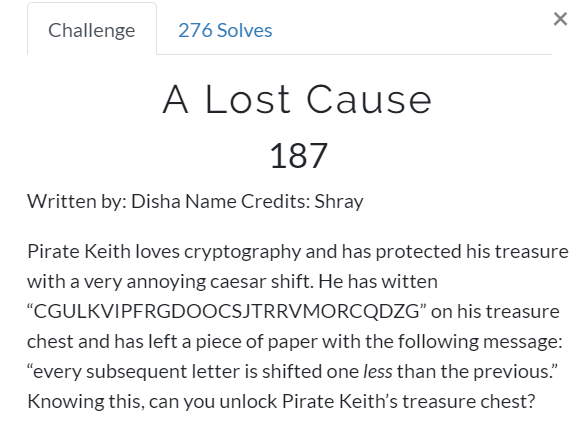 Challenge
276 Solves
×
A Lost Cause
187
Written by: Disha Name Credits: Shray
Pirate Keith loves cryptography and has protected his treasure
with a very annoying caesar shift. He has witten
“CGULKVIPFRGDOOCSJTRRVMORCQDZG” on his treasure
chest and has left a piece of paper with the following message:
“every subsequent letter is shifted one less than the previous.”
Knowing this, can you unlock Pirate Keith’s treasure chest?